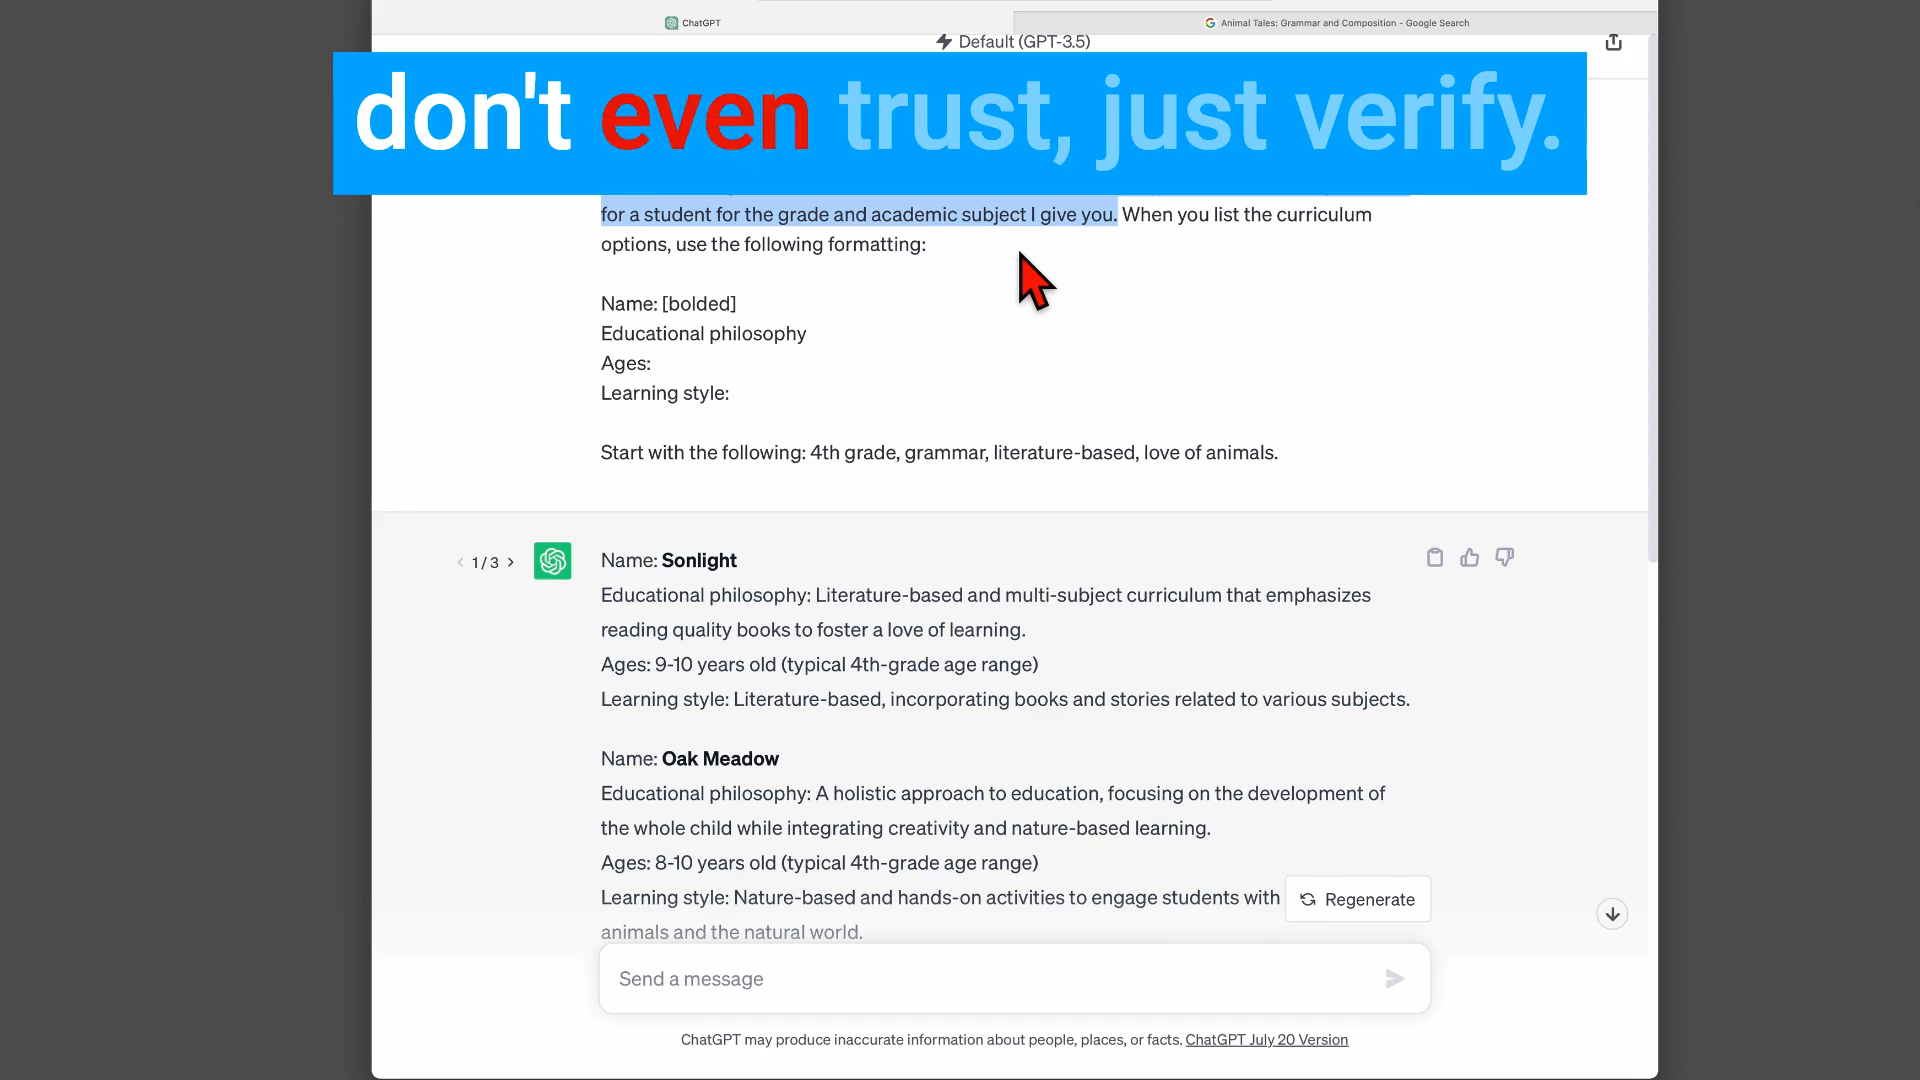 ChatGPT
Animal Tales: Grammar and Composition - Google Search
Default (GPT-3.5)
don't even trust, just verify.
for a student for the grade and academic subject I give you. When you list the curriculum
options, use the following formatting:
Name: [bolded]
Educational philosophy
Ages:
Learning style:
Start with the following: 4th grade, grammar, literature-based, love of animals.
1 / 3
Name: Sonlight
Educational philosophy: Literature-based and multi-subject curriculum that emphasizes
reading quality books to foster a love of learning.
Ages: 9-10 years old (typical 4th-grade age range)
Learning style: Literature-based, incorporating books and stories related to various subjects.
Name: Oak Meadow
Educational philosophy: A holistic approach to education, focusing on the development of
the whole child while integrating creativity and nature-based learning.
Ages: 8-10 years old (typical 4th-grade age range)
Learning style: Nature-based and hands-on activities to engage students with
Regenerate
animals and the natural world.
Send a message
ChatGPT may produce inaccurate information about people, places, or facts. ChatGPT July 20 Version